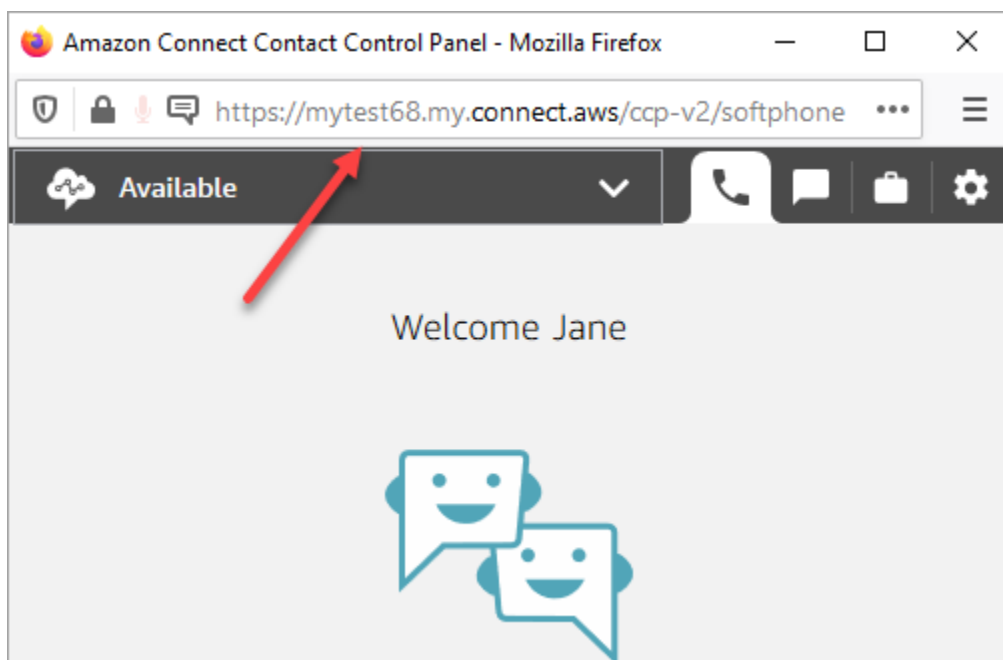 Amazon Connect Contact Control Panel - Mozilla Firefox
https://mytest68.my.connect.aws/ccp-v2/softphone
Available
Welcome Jane